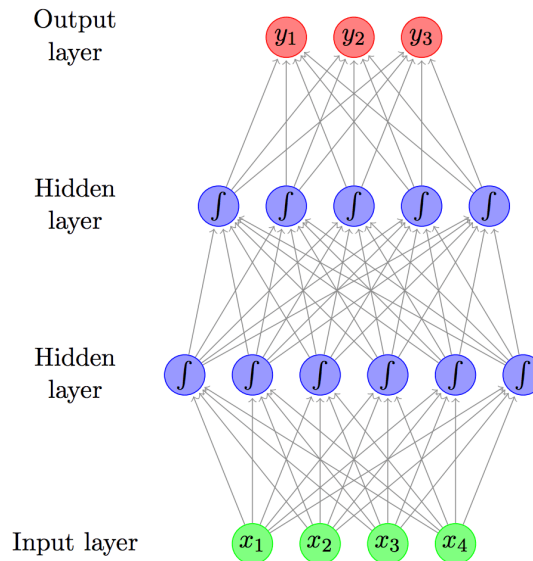 Output
layer
y₁ y₂ y₃
Hidden
layer
∫ ∫ ∫ ∫ ∫
Hidden
layer
∫ ∫ ∫ ∫ ∫ ∫
Input layer
x₁ x₂ x₃ x₄